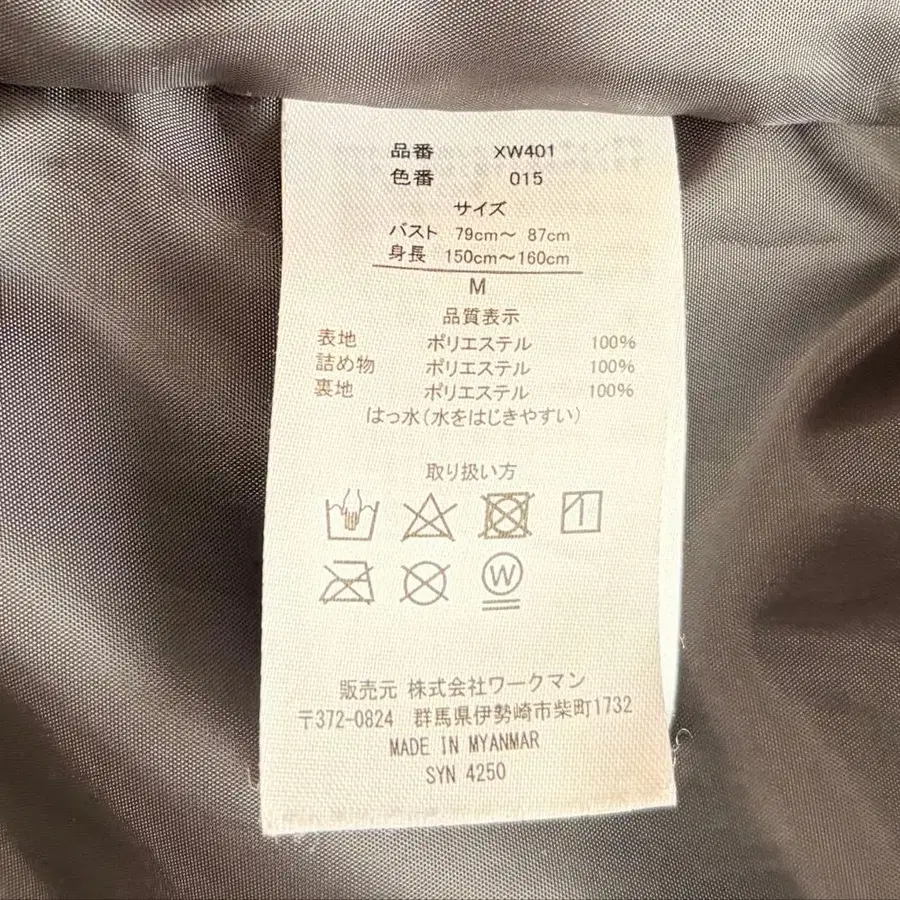 品番 XW401
色番 015
サイズ
バスト 79cm～ 87cm
身長 150cm～160cm
M
品質表示
表地 ポリエステル 100%
詰め物 ポリエステル 100%
裏地 ポリエステル 100%
はっ水(水をはじきやすい)
取り扱い方
W
販売元 株式会社ワークマン
〒372-0824 群馬県伊勢崎市柴町1732
MADE IN MYANMAR
SYN 4250